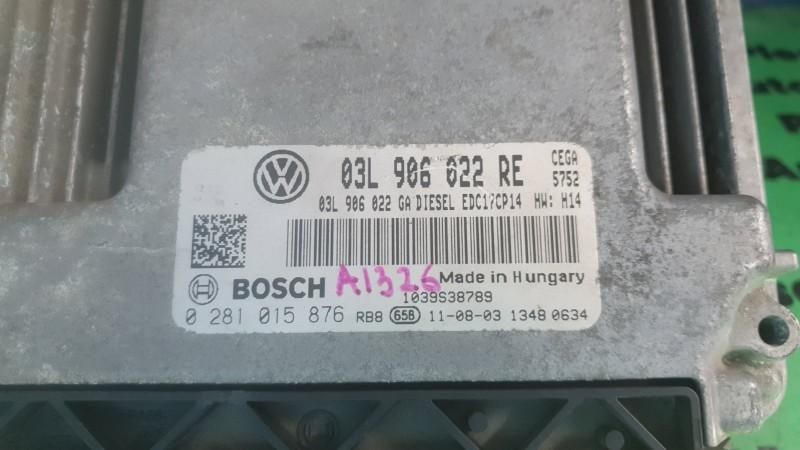 03L 906 022 RE CEGA
5752
03L 906 022 GA DIESEL EDC17CP14 HW: H14
BOSCH A1326 Made in Hungary
1039S38789
0 281 015 876 RB8 65B 11-08-03 1348 0634